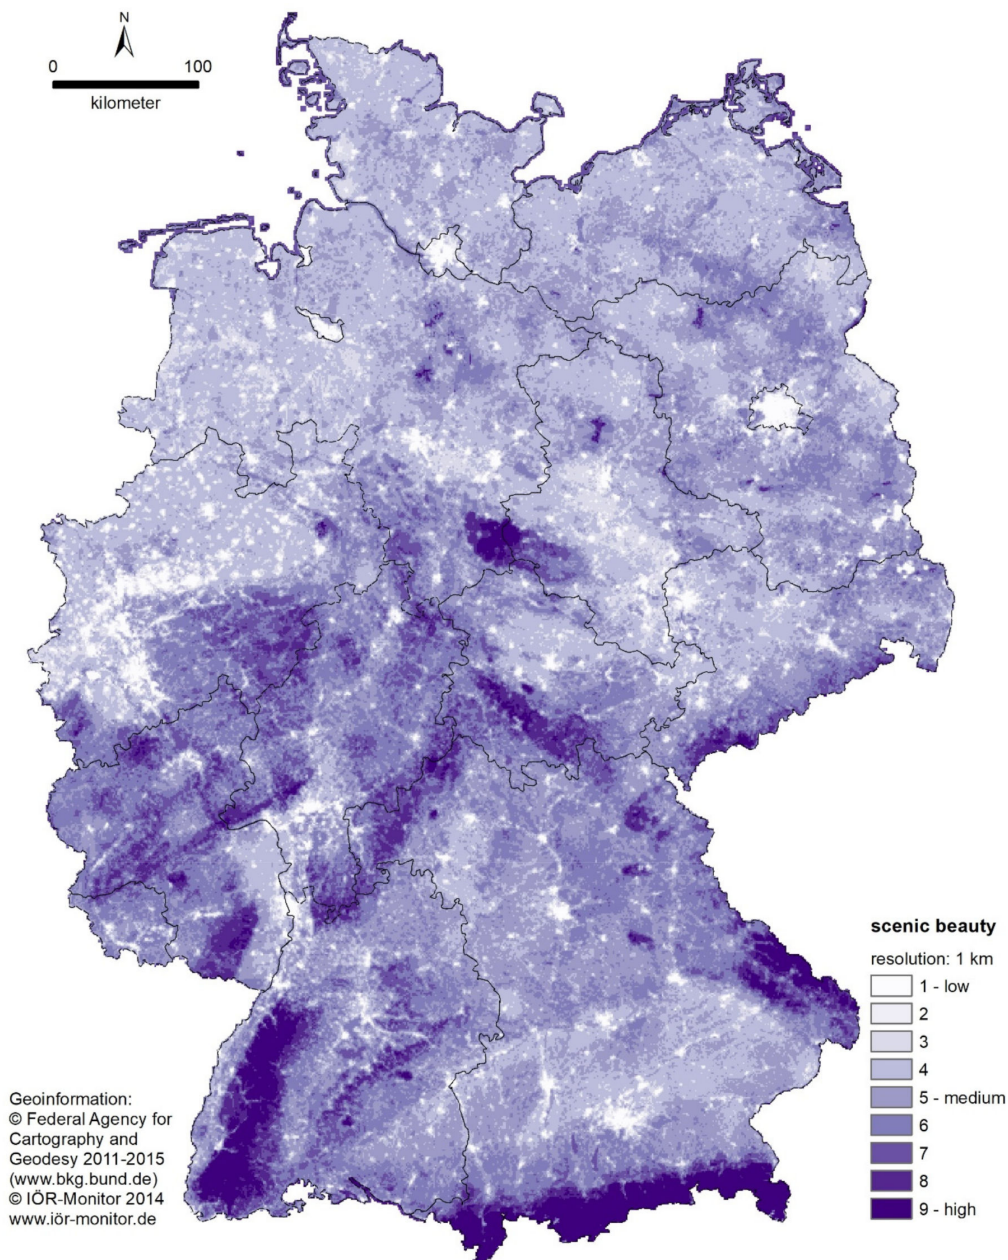 N
0 100
kilometer
scenic beauty
resolution: 1 km
1 - low
2
3
4
5 - medium
6
7
8
9 - high
Geoinformation:
© Federal Agency for
Cartography and
Geodesy 2011-2015
(www.bkg.bund.de)
© IÖR-Monitor 2014
www.iör-monitor.de